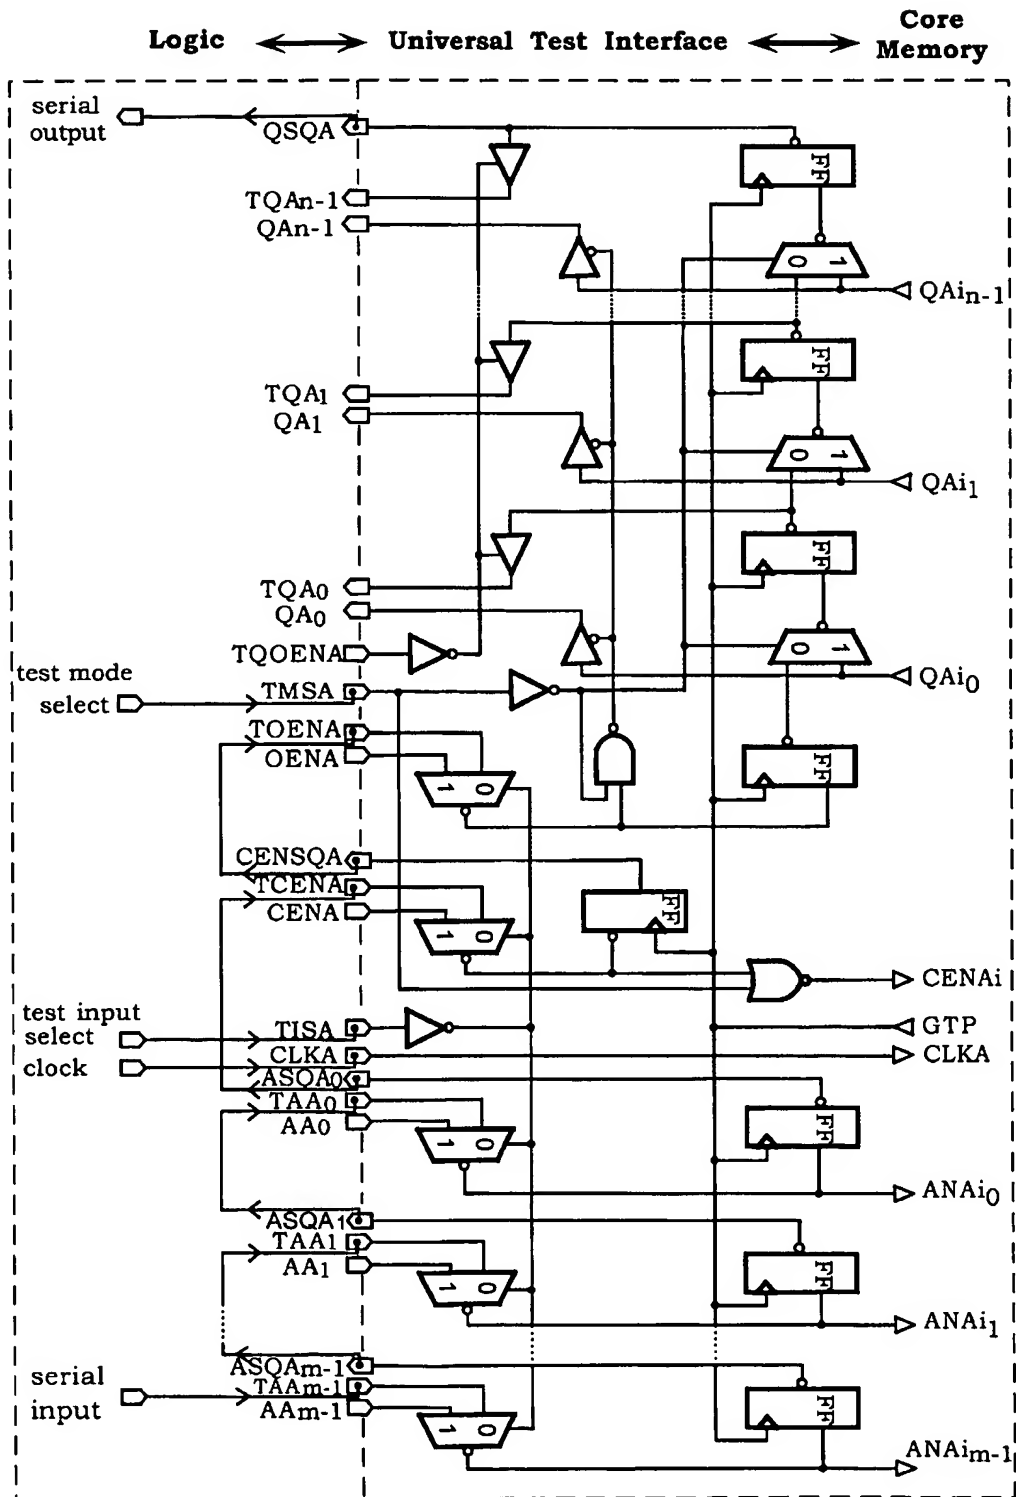 Logic Universal Test Interface Core Memory
serial output
QSQA
FF
TQAn-1
QAn-1
0 1
QAin-1
FF
TQA1
QA1
0 1
QAi1
FF
TQA0
QA0
0 1
TQOENA
QAi0
test mode select
TMSA
TOENA
OENA
1 0
FF
CENSQA
TCENA
CENA
1 0
FF
CENAi
test input select
TISA
GTP
clock
CLKA
CLKA
ASQA0
TAA0
AA0
1 0
FF
ANAi0
ASQA1
TAA1
AA1
1 0
FF
ANAi1
ASQAm-1
serial input
TAAm-1
AAm-1
1 0
FF
ANAim-1